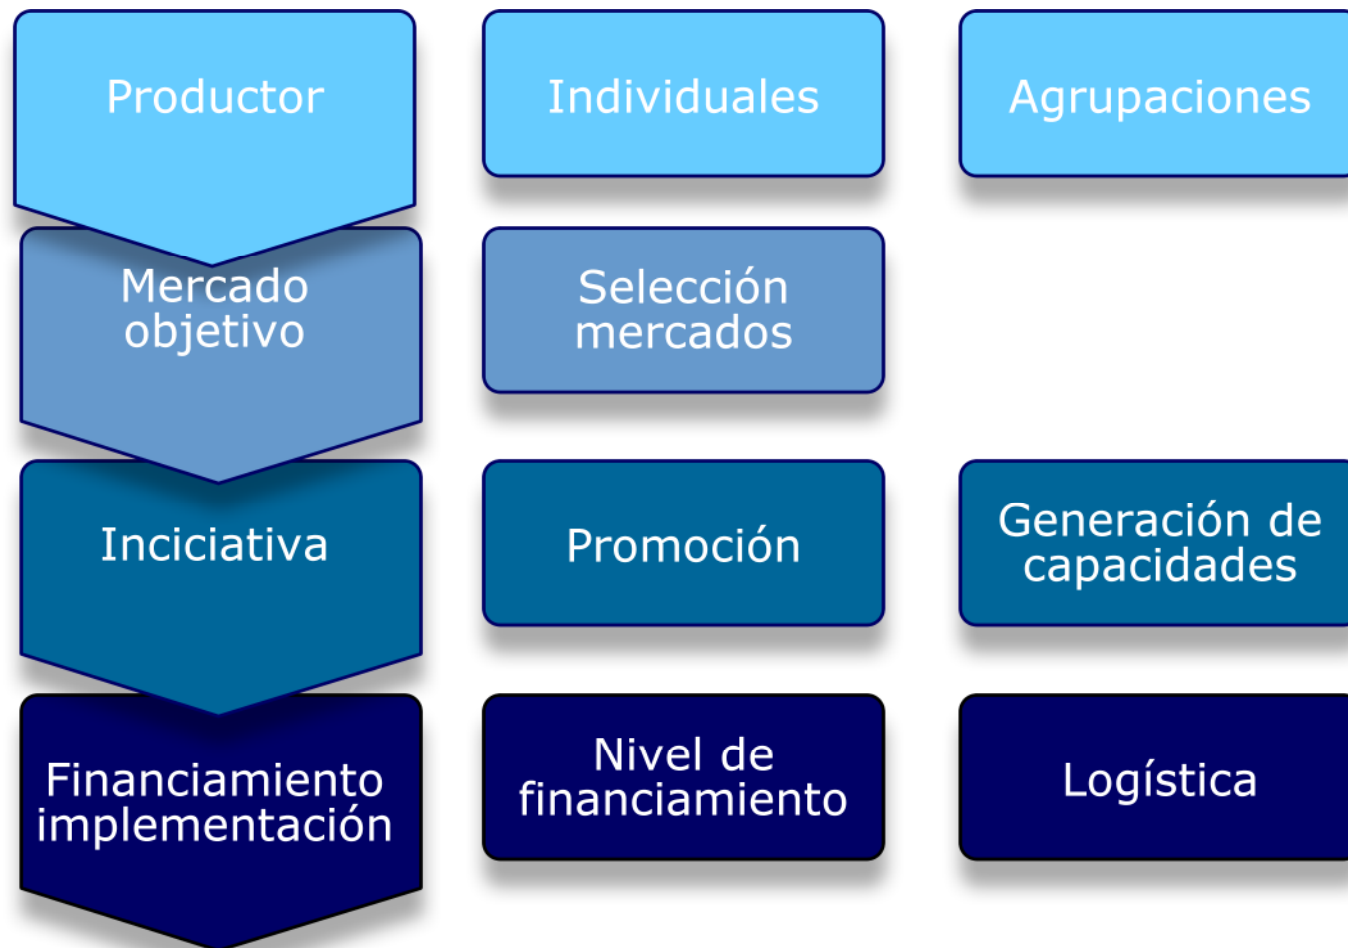 Productor
Individuales
Agrupaciones
Mercado
objetivo
Selección
mercados
Inciciativa
Promoción
Generación de
capacidades
Financiamiento
implementación
Nivel de
financiamiento
Logística